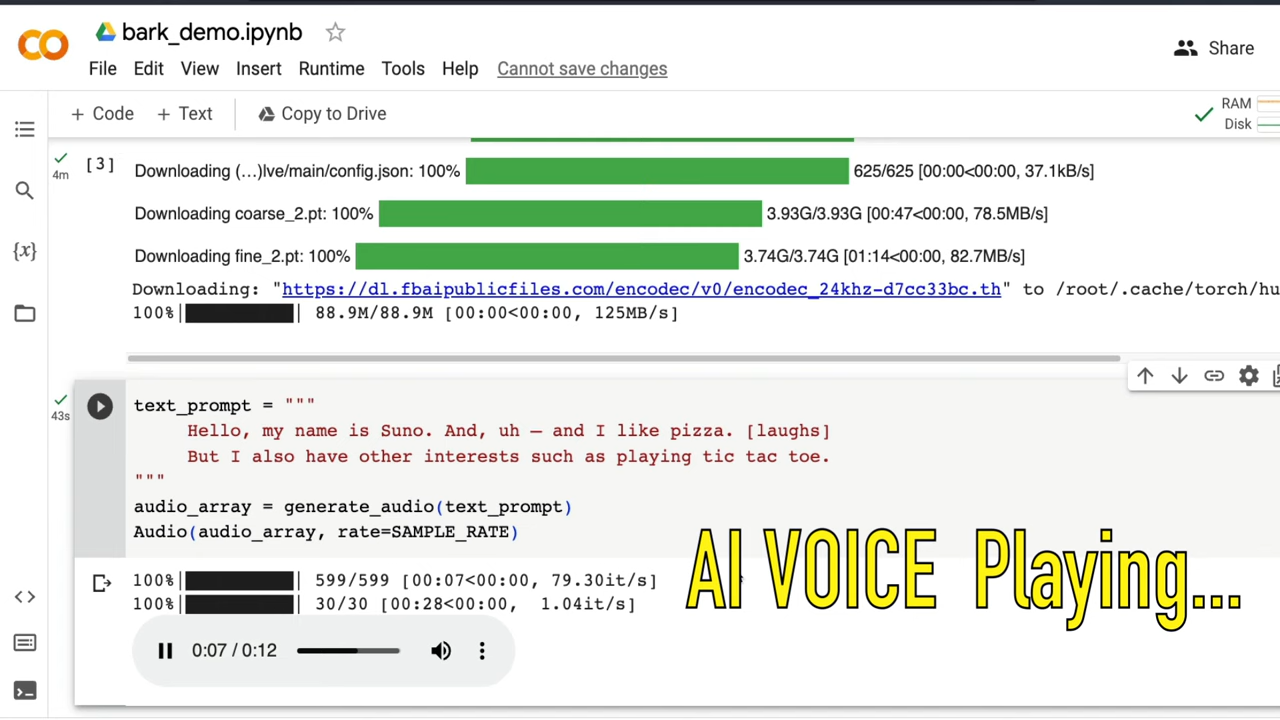 bark_demo.ipynb
Share
File Edit View Insert Runtime Tools Help Cannot save changes
+ Code + Text Copy to Drive
RAM
Disk
4m
[3]
Downloading (…)lve/main/config.json: 100% 625/625 [00:00<00:00, 37.1kB/s]
Downloading coarse_2.pt: 100% 3.93G/3.93G [00:47<00:00, 78.5MB/s]
Downloading fine_2.pt: 100% 3.74G/3.74G [01:14<00:00, 82.7MB/s]
Downloading: "https://dl.fbaipublicfiles.com/encodec/v0/encodec_24khz-d7cc33bc.th" to /root/.cache/torch/hu
100%| | 88.9M/88.9M [00:00<00:00, 125MB/s]
{x}
43s
text_prompt = """
Hello, my name is Suno. And, uh — and I like pizza. [laughs]
But I also have other interests such as playing tic tac toe.
"""
audio_array = generate_audio(text_prompt)
Audio(audio_array, rate=SAMPLE_RATE)
100%| | 599/599 [00:07<00:00, 79.30it/s]
100%| | 30/30 [00:28<00:00, 1.04it/s]
AI VOICE Playing...
0:07 / 0:12